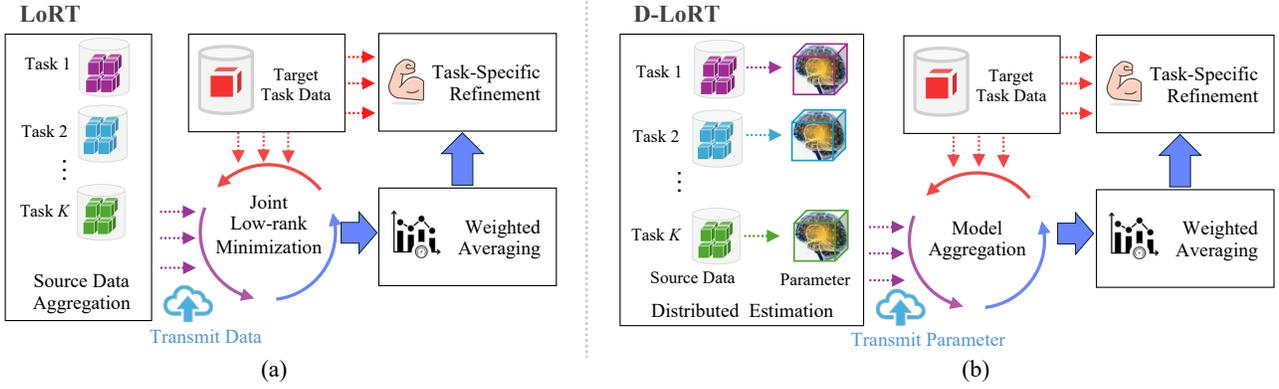 LoRT
Task 1
Task 2
⋮
Task K
Source Data
Aggregation
Target
Task Data
Task-Specific
Refinement
Joint
Low-rank
Minimization
Weighted
Averaging
Transmit Data
(a)
D-LoRT
Task 1
Task 2
⋮
Task K
Source Data
Parameter
Distributed Estimation
Target
Task Data
Task-Specific
Refinement
Model
Aggregation
Weighted
Averaging
Transmit Parameter
(b)